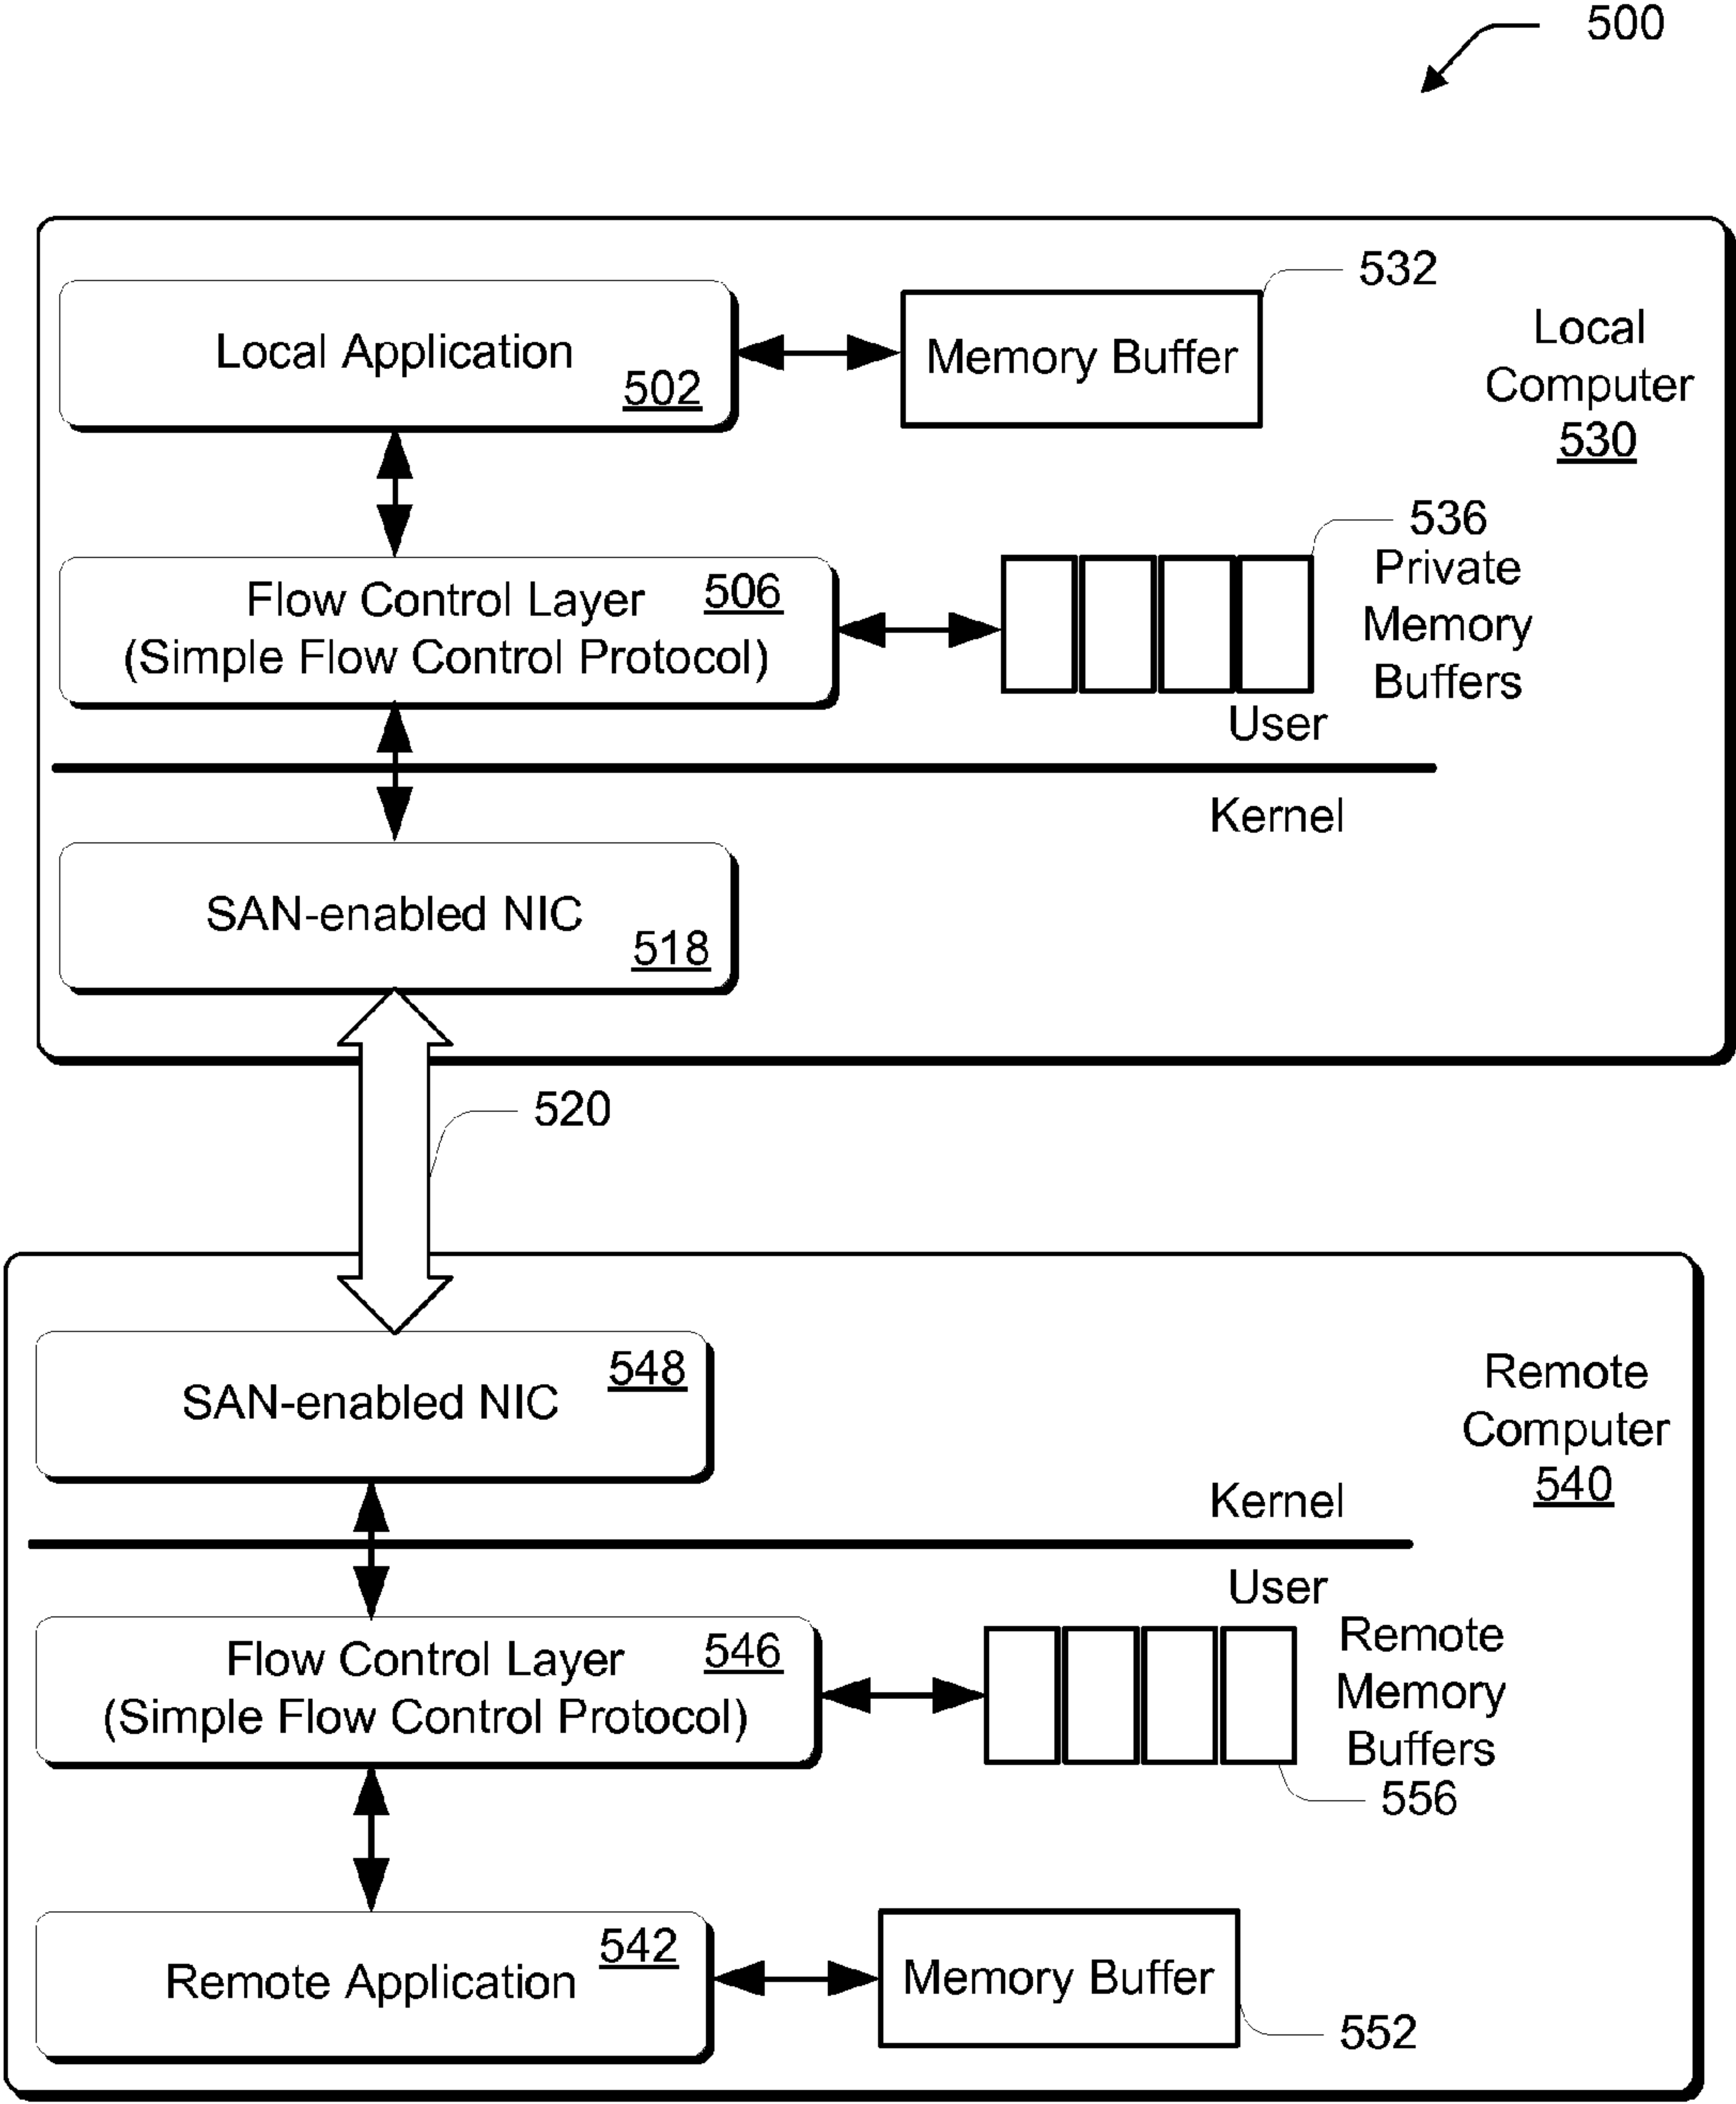 500
532
Local Application
502
Memory Buffer
Local
Computer
530
536
Flow Control Layer
506
(Simple Flow Control Protocol)
Private
Memory
Buffers
User
Kernel
SAN-enabled NIC
518
520
SAN-enabled NIC
548
Remote
Computer
540
Kernel
User
Flow Control Layer
546
(Simple Flow Control Protocol)
Remote
Memory
Buffers
556
542
Remote Application
Memory Buffer
552